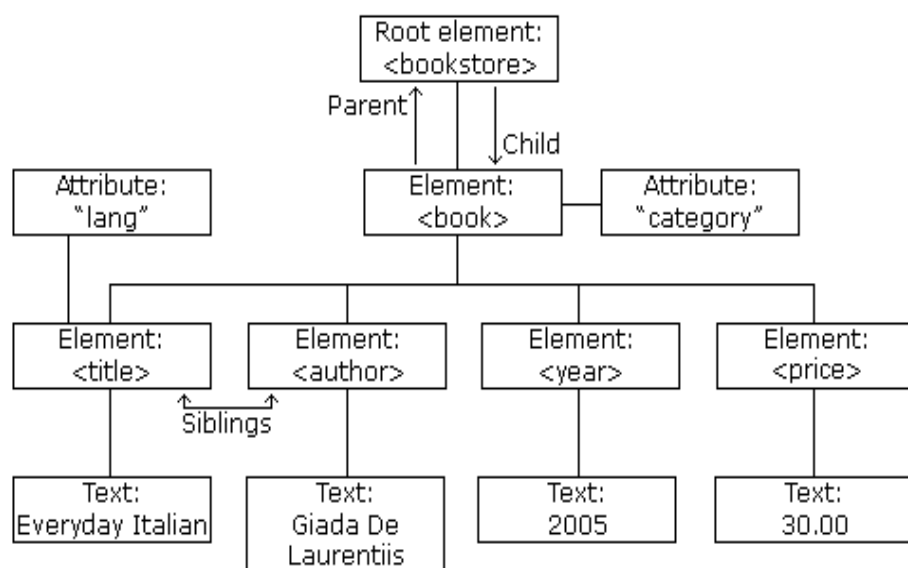 Root element:
<bookstore>
Parent
Child
Attribute:
“lang”
Element:
<book>
Attribute:
“category”
Element:
<title>
Element:
<author>
Element:
<year>
Element:
<price>
Siblings
Text:
Everyday Italian
Text:
Giada De
Laurentiis
Text:
2005
Text:
30.00